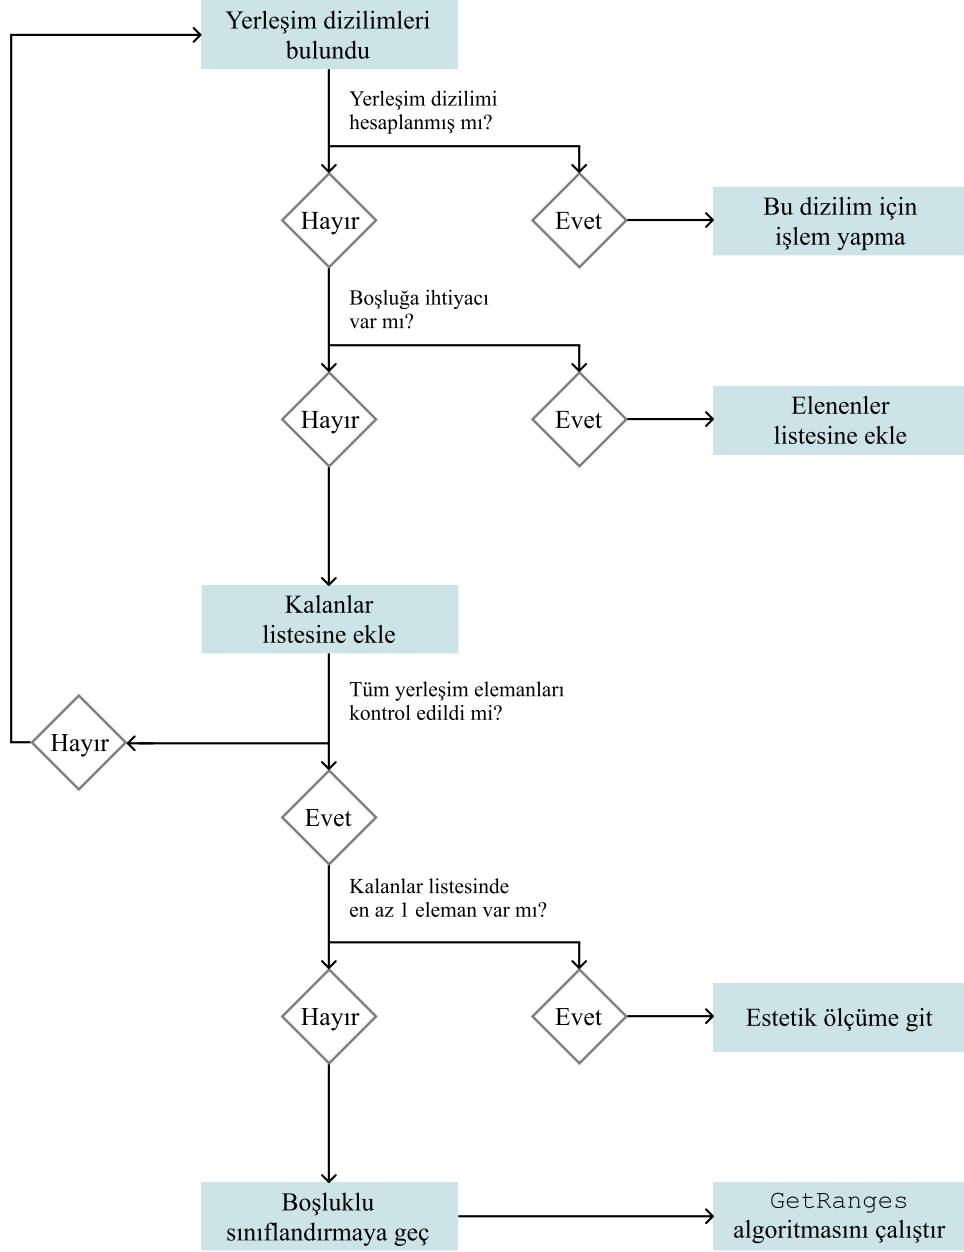 Yerleşim dizilimleri
bulundu
Yerleşim dizilimi
hesaplanmış mı?
Hayır
Evet
Bu dizilim için
işlem yapma
Boşluğa ihtiyacı
var mı?
Hayır
Evet
Elenenler
listesine ekle
Kalanlar
listesine ekle
Tüm yerleşim elemanları
kontrol edildi mi?
Hayır
Evet
Kalanlar listesinde
en az 1 eleman var mı?
Hayır
Evet
Estetik ölçüme git
Boşluklu
sınıflandırmaya geç
GetRanges
algoritmasını çalıştır